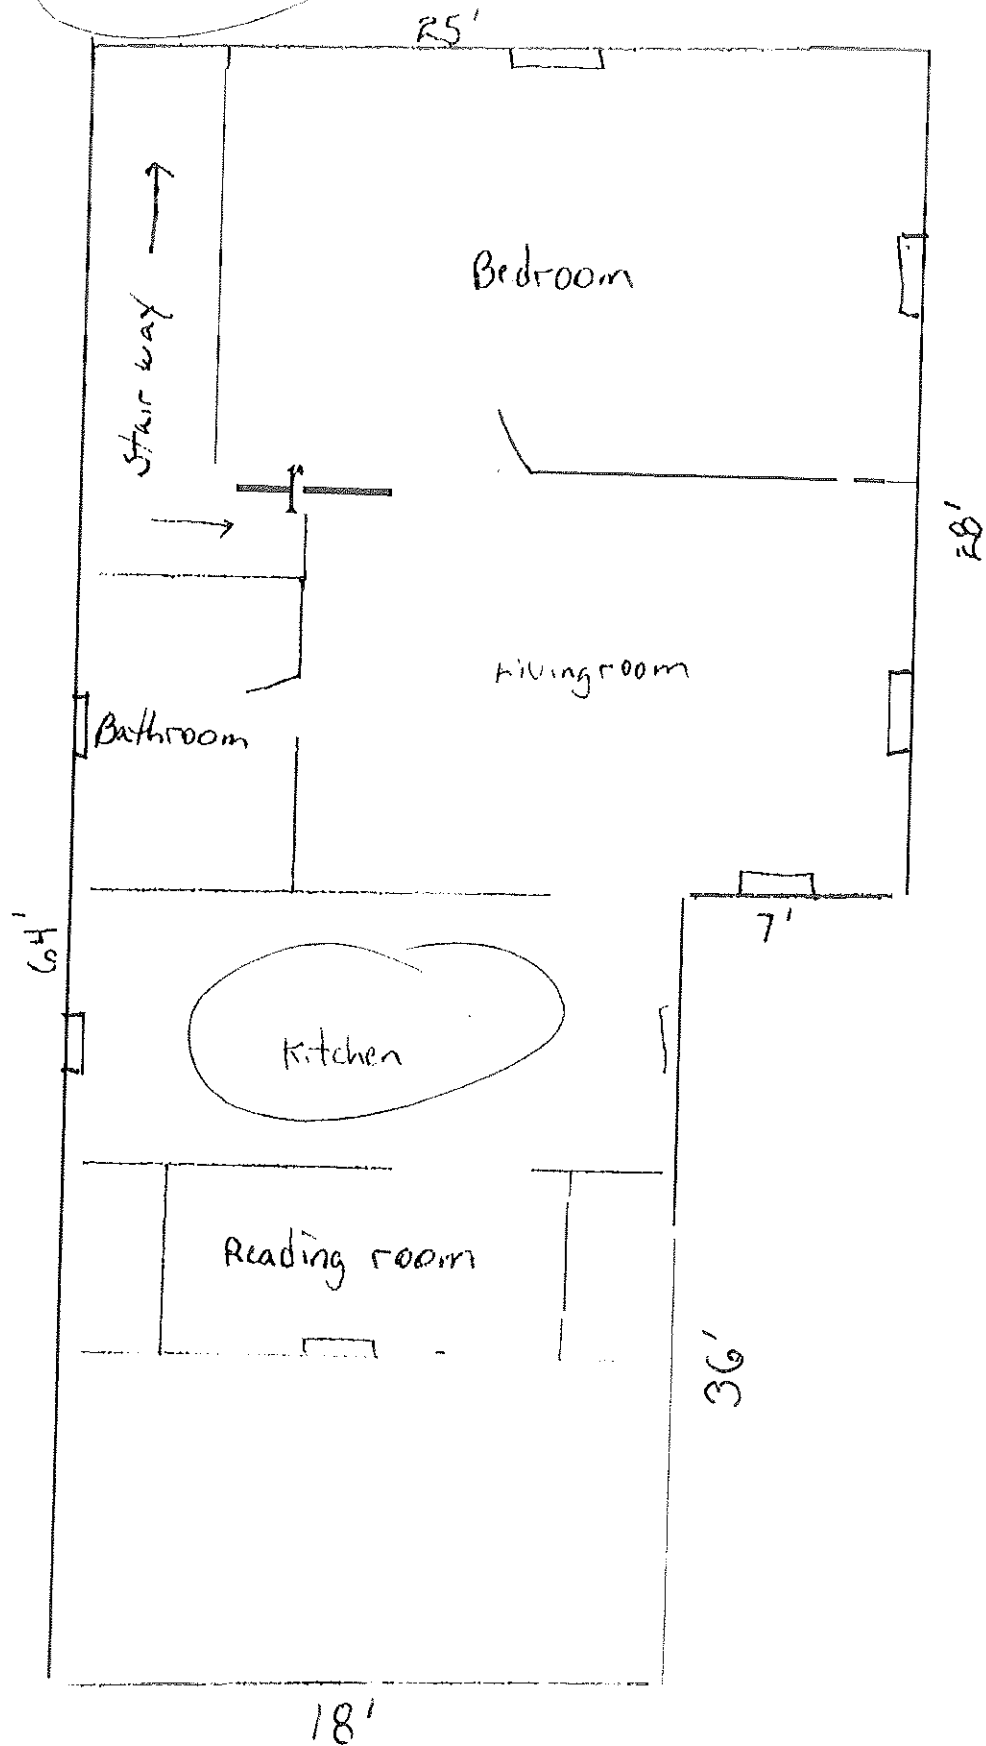 25'
Bedroom
Stair way
28'
Livingroom
Bathroom
64'
7'
Kitchen
Reading room
36'
18'